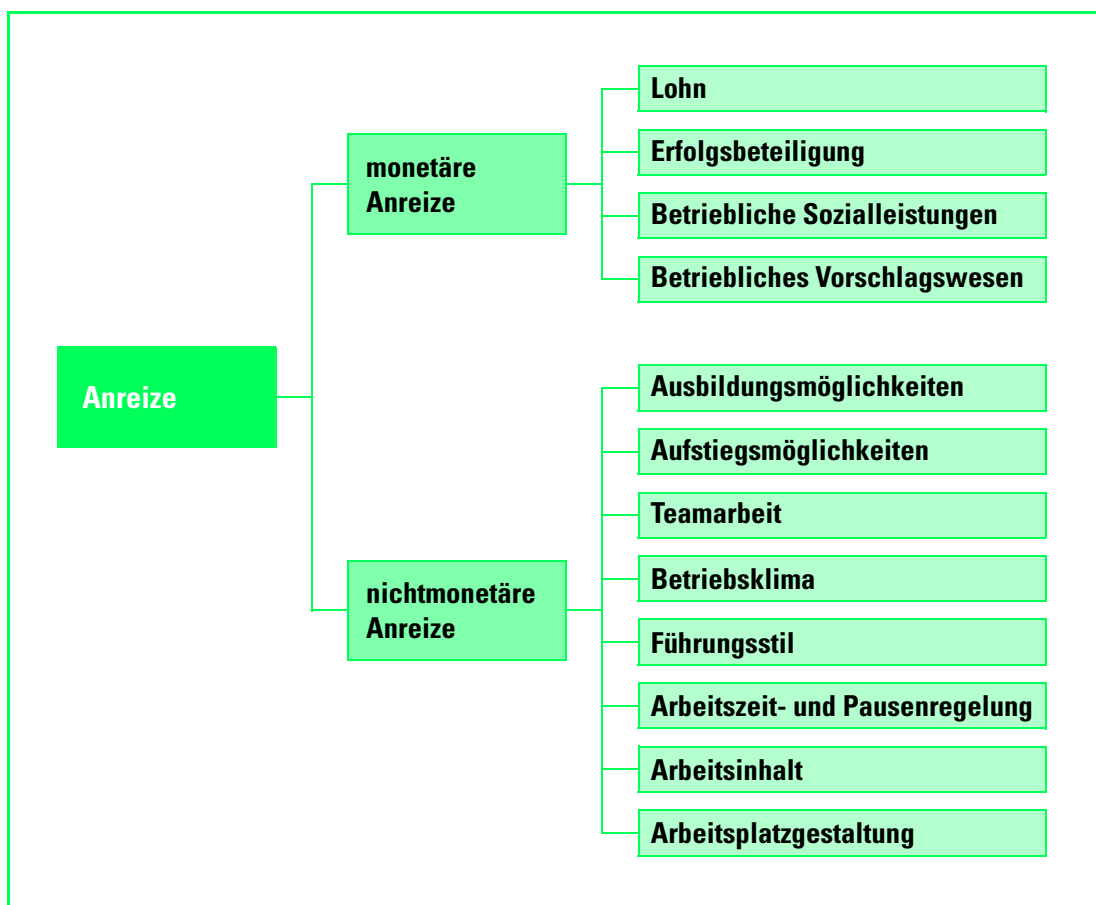 Anreize
monetäre
Anreize
Lohn
Erfolgsbeteiligung
Betriebliche Sozialleistungen
Betriebliches Vorschlagswesen
nichtmonetäre
Anreize
Ausbildungsmöglichkeiten
Aufstiegsmöglichkeiten
Teamarbeit
Betriebsklima
Führungsstil
Arbeitszeit- und Pausenregelung
Arbeitsinhalt
Arbeitsplatzgestaltung